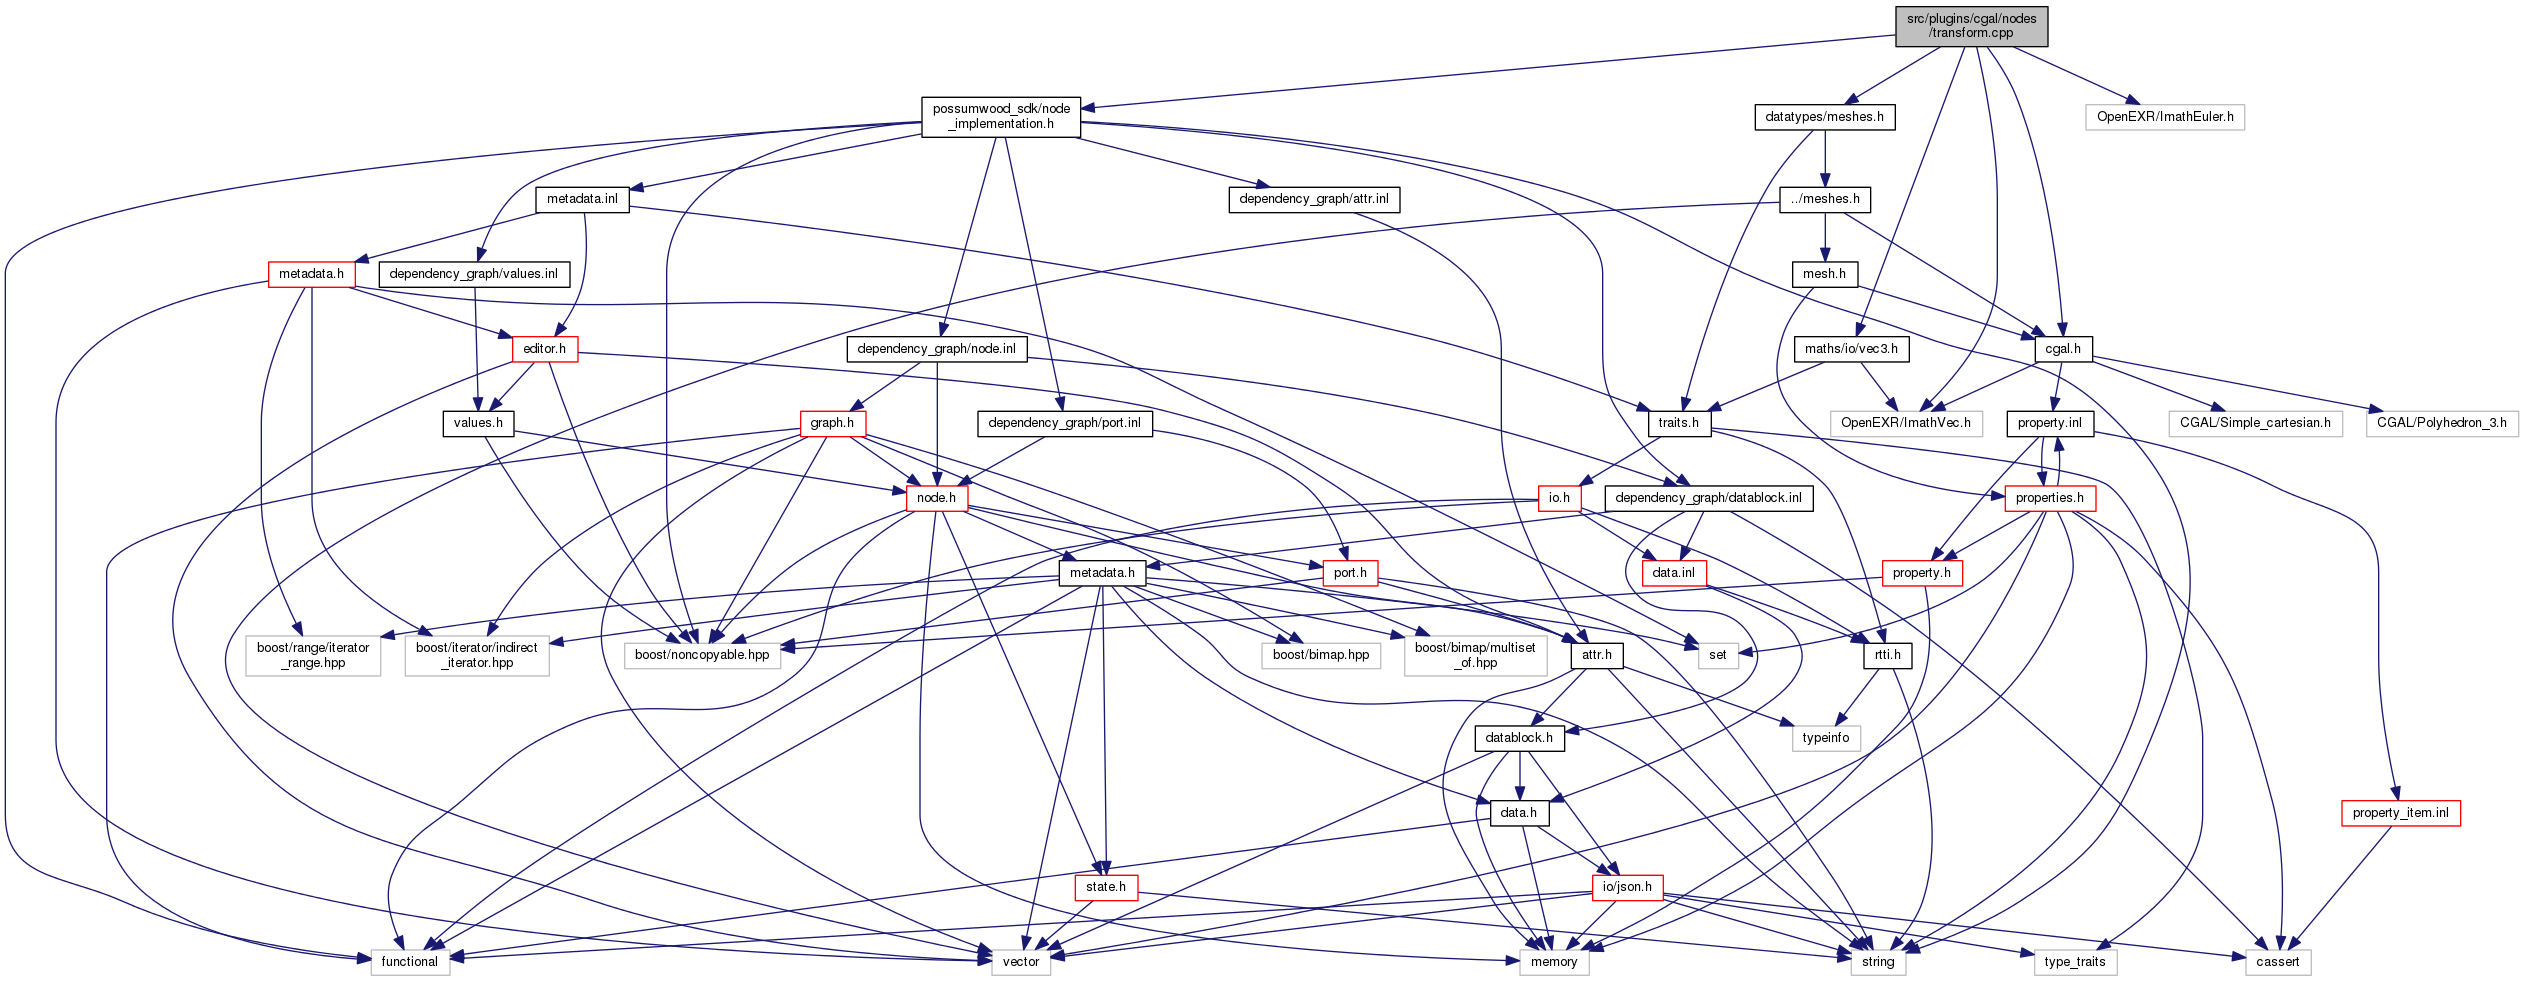 src/plugins/cgal/nodes
/transform.cpp
possumwood_sdk/node
_implementation.h
datatypes/meshes.h
OpenEXR/ImathEuler.h
metadata.inl
dependency_graph/attr.inl
../meshes.h
metadata.h
dependency_graph/values.inl
mesh.h
editor.h
dependency_graph/node.inl
maths/io/vec3.h
cgal.h
values.h
graph.h
dependency_graph/port.inl
traits.h
OpenEXR/ImathVec.h
property.inl
CGAL/Simple_cartesian.h
CGAL/Polyhedron_3.h
node.h
io.h
dependency_graph/datablock.inl
properties.h
metadata.h
port.h
data.inl
property.h
boost/range/iterator
_range.hpp
boost/iterator/indirect
_iterator.hpp
boost/noncopyable.hpp
boost/bimap.hpp
boost/bimap/multiset
_of.hpp
attr.h
set
rtti.h
datablock.h
typeinfo
data.h
property_item.inl
state.h
io/json.h
functional
vector
memory
string
type_traits
cassert